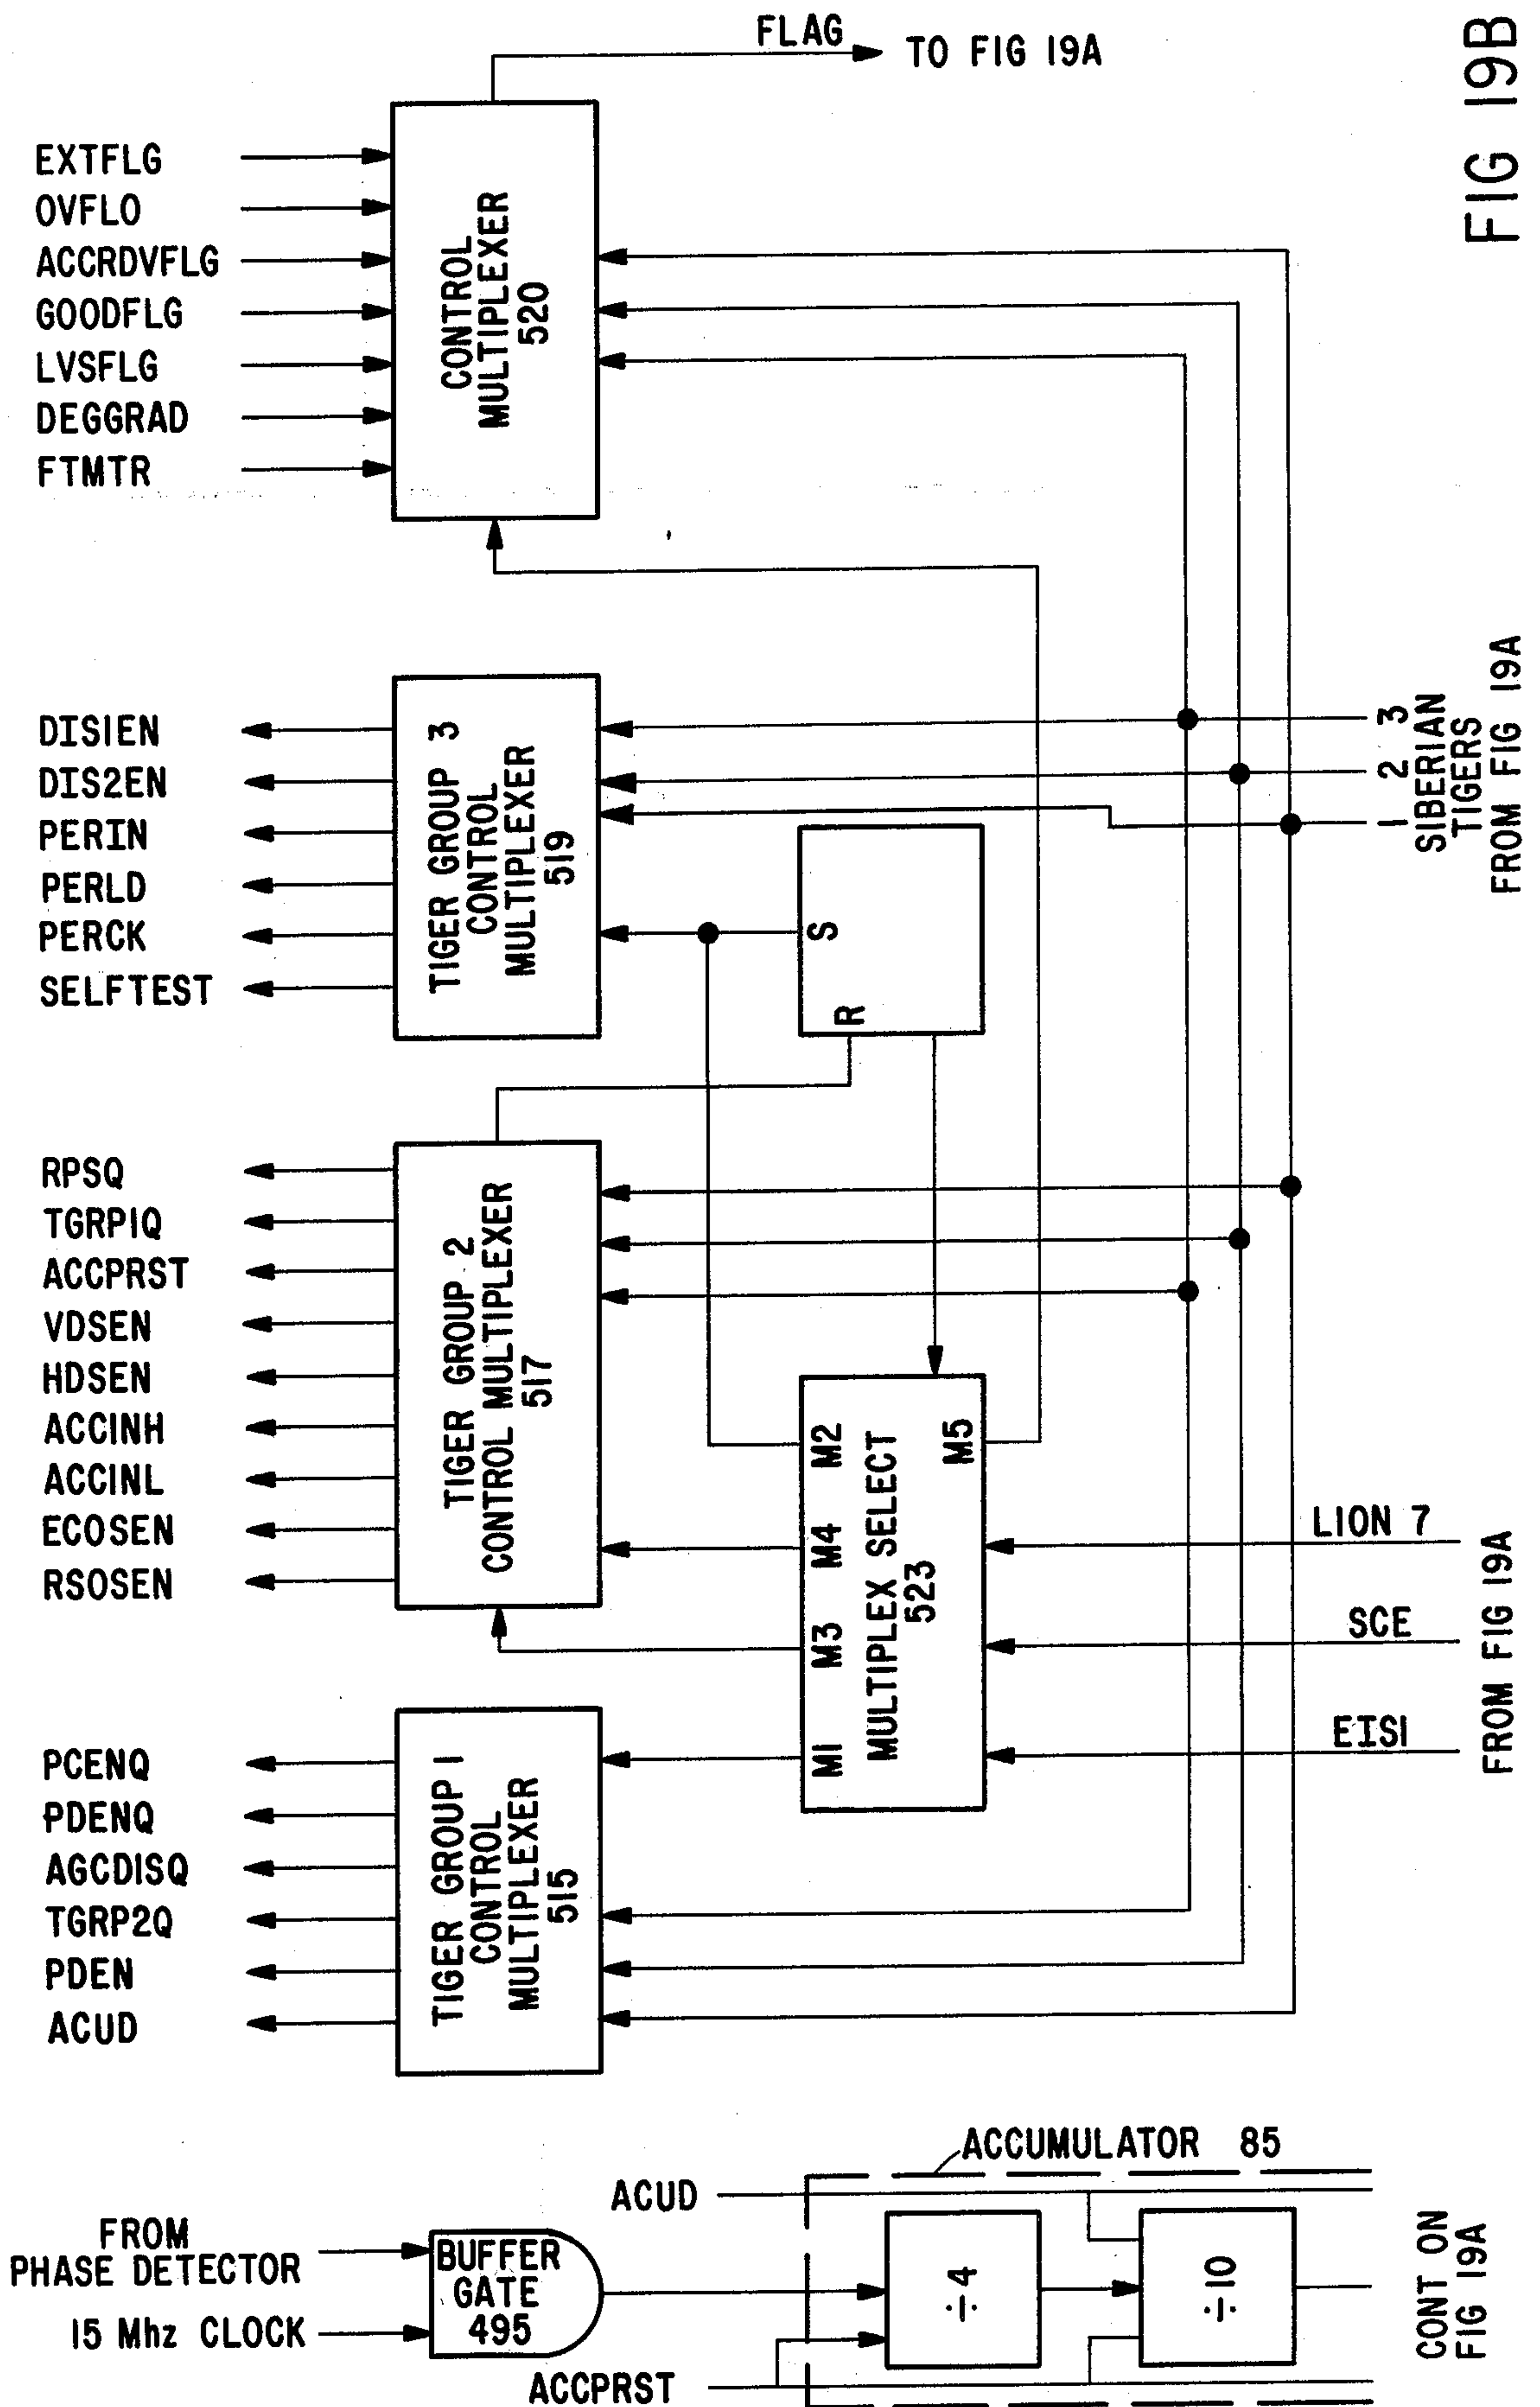 FLAG
TO FIG 19A
FIG 19B
EXTFLG
OVFLO
ACCRDVFLG
GOODFLG
LVSFLG
DEGGRAD
FTMTR
CONTROL
MULTIPLEXER
520
DIS1EN
DIS2EN
PERIN
PERLD
PERCK
SELFTEST
TIGER GROUP 3
CONTROL
MULTIPLEXER
519
S
R
3
2
1
SIBERIAN
TIGERS
FROM FIG 19A
RPSQ
TGRP1Q
ACCPRST
VDSEN
HDSEN
ACCINH
ACCINL
ECOSEN
RSOSEN
TIGER GROUP 2
CONTROL MULTIPLEXER
517
M2
M4
M3
M1
M5
MULTIPLEX SELECT
523
LION 7
SCE
EISI
FROM FIG 19A
PCENQ
PDENQ
AGCDISQ
TGRP2Q
PDEN
ACUD
TIGER GROUP 1
CONTROL
MULTIPLEXER
515
ACCUMULATOR 85
ACUD
FROM
PHASE DETECTOR
15 Mhz CLOCK
BUFFER
GATE
495
÷4
÷10
ACCPRST
CONT ON
FIG 19A